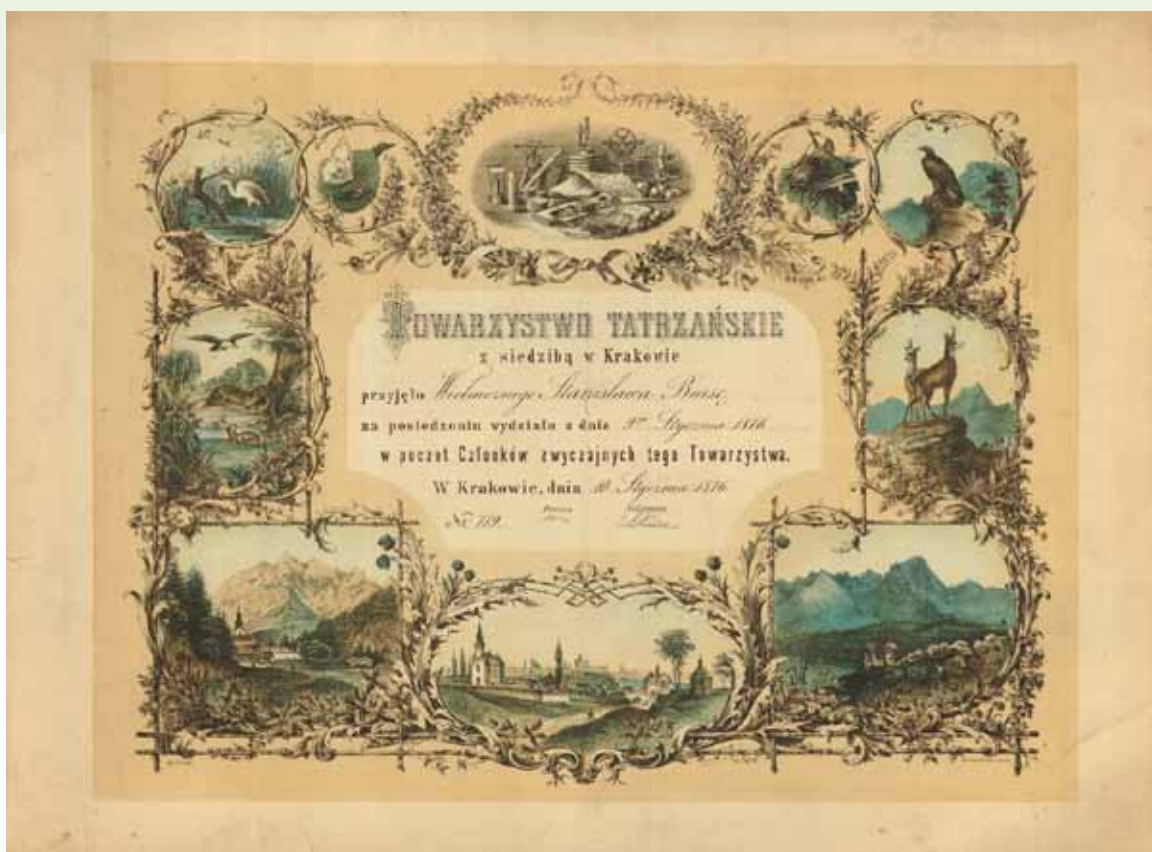 TOWARZYSTWO TATRZAŃSKIE
z siedzibą w Krakowie
przyjęło Wielmożnego Stanisława
na posiedzeniu wydziału z dnia Stycznia 1876
w poczet Członków zwyczajnych tego Towarzystwa.
W Krakowie, dnia 10 Stycznia 1876